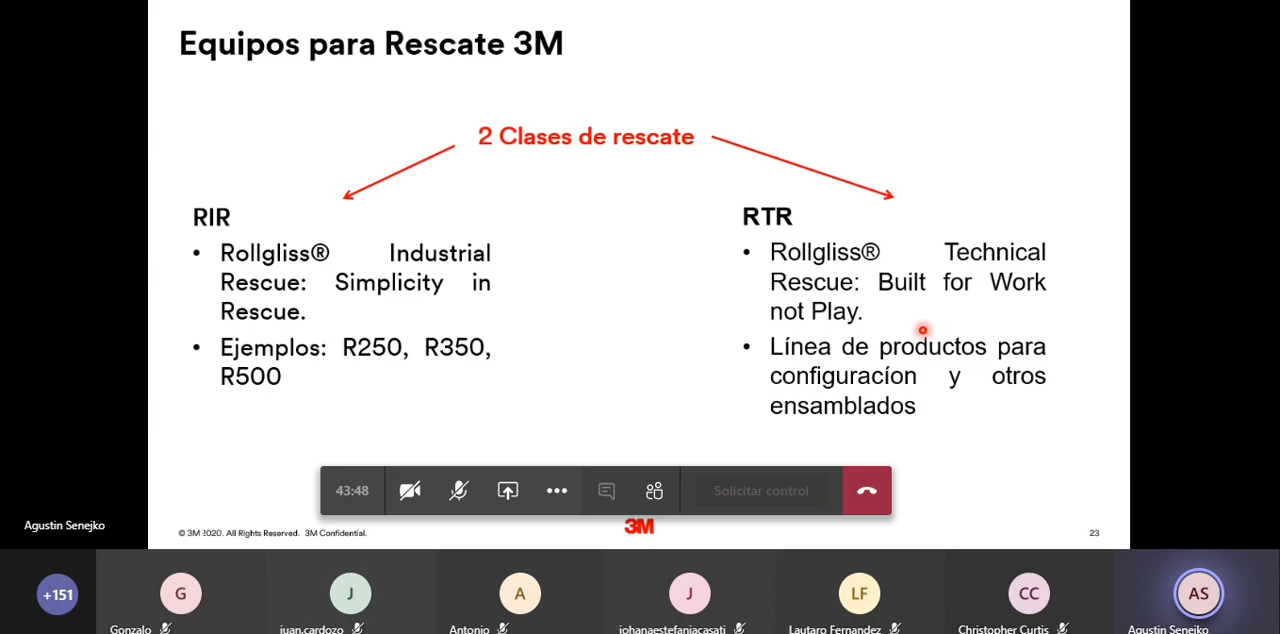 Equipos para Rescate 3M
2 Clases de rescate
RIR
• Rollgliss® Industrial
Rescue: Simplicity in
Rescue.
• Ejemplos: R250, R350,
R500
RTR
• Rollgliss® Technical
Rescue: Built for Work
not Play.
• Línea de productos para
configuracíon y otros
ensamblados
43:48
Solicitar control
Agustin Senejko
© 3M 2020. All Rights Reserved. 3M Confidential.
3M
23
+151
G
J
A
J
LF
CC
AS
Gonzalo
juan.cardozo
Antonio
johanaestefaniacasati
Lautaro Fernandez
Christopher Curtis
Agustin Senejko